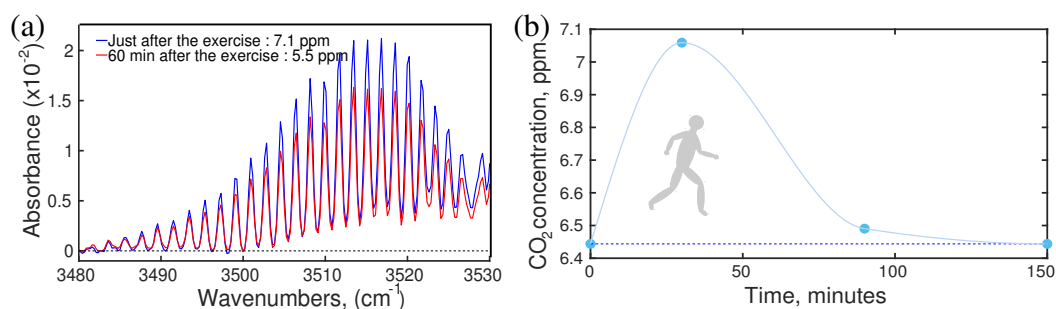 (a)
Just after the exercise : 7.1 ppm
60 min after the exercise : 5.5 ppm
Absorbance (x10⁻²)
2
1.5
1
0.5
0
3480
3490
3500
3510
3520
3530
Wavenumbers, (cm⁻¹)
(b)
CO₂ concentration, ppm
7.1
7
6.9
6.8
6.7
6.6
6.5
6.4
0
50
100
150
Time, minutes